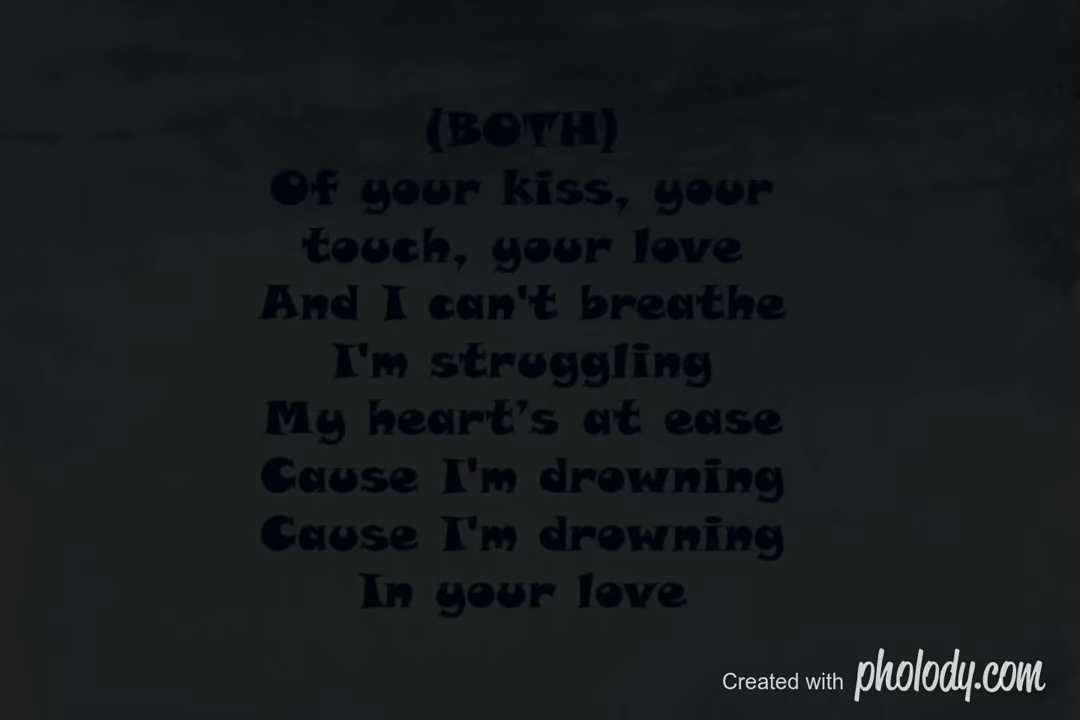 (BOTH)
Of your kiss, your
touch, your love
And I can't breathe
I'm struggling
My heart’s at ease
Cause I'm drowning
Cause I'm drowning
In your love
Created with pholody.com